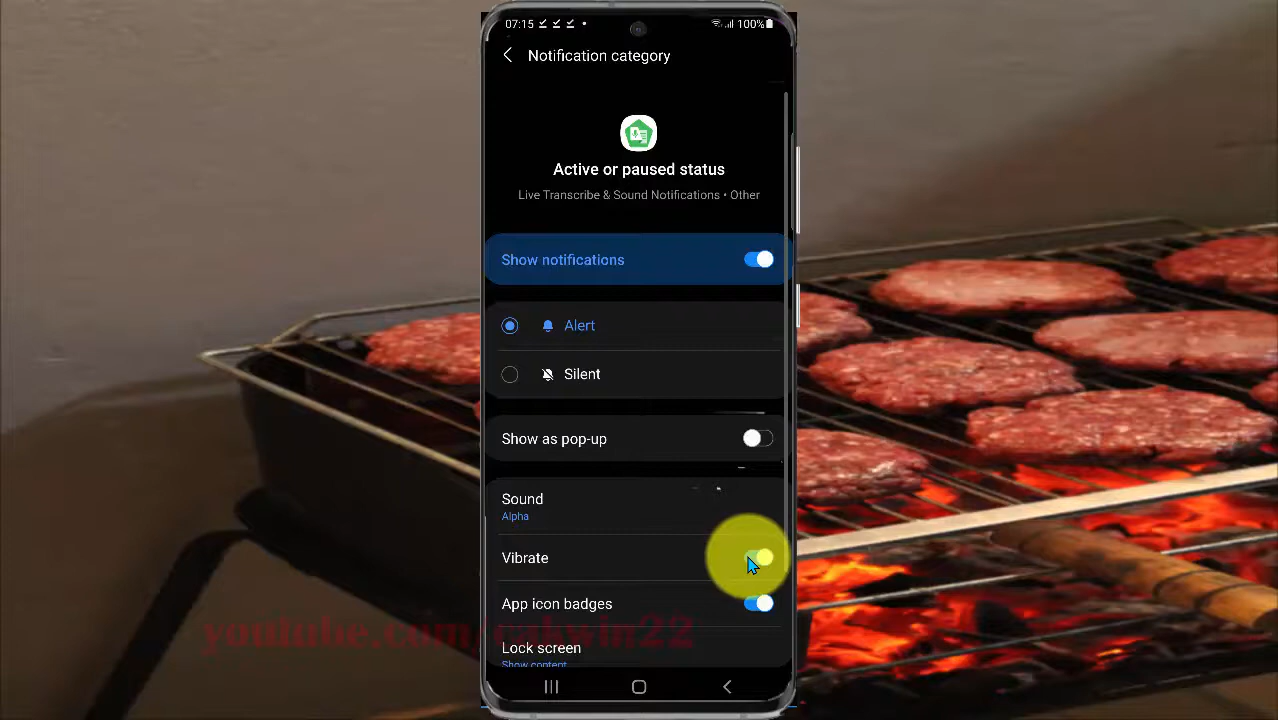 07:15
100%
Notification category
Active or paused status
Live Transcribe & Sound Notifications • Other
Show notifications
Alert
Silent
Show as pop-up
Sound
Alpha
Vibrate
App icon badges
youtube.com/cakwin22
Lock screen
Show content